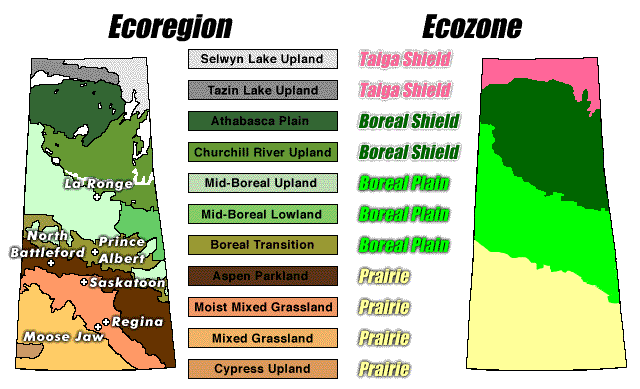 Ecoregion Ecozone
Selwyn Lake Upland Taiga Shield
Tazin Lake Upland Taiga Shield
Athabasca Plain Boreal Shield
Churchill River Upland Boreal Shield
La Ronge Mid-Boreal Upland Boreal Plain
Mid-Boreal Lowland Boreal Plain
North Battleford
Prince Albert
Boreal Transition Boreal Plain
Aspen Parkland Prairie
Saskatoon
Moist Mixed Grassland Prairie
Regina
Moose Jaw
Mixed Grassland Prairie
Cypress Upland Prairie